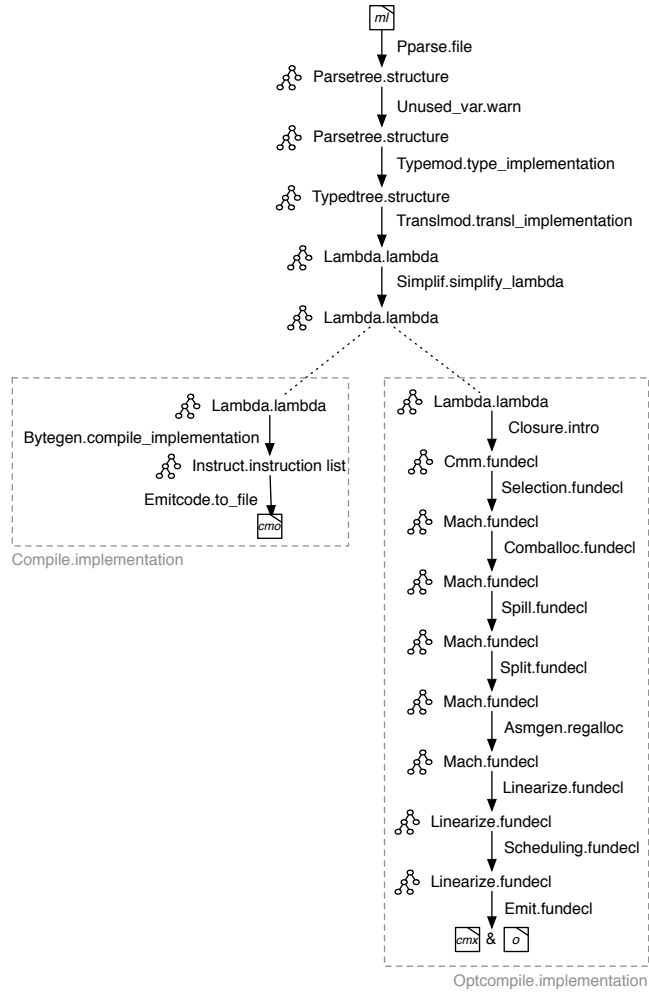 ml
Pparse.file
Parsetree.structure
Unused_var.warn
Parsetree.structure
Typemod.type_implementation
Typedtree.structure
Translmod.transl_implementation
Lambda.lambda
Simplif.simplify_lambda
Lambda.lambda
Lambda.lambda
Bytegen.compile_implementation
Instruct.instruction list
Emitcode.to_file
cmo
Compile.implementation
Lambda.lambda
Closure.intro
Cmm.fundecl
Selection.fundecl
Mach.fundecl
Comballoc.fundecl
Mach.fundecl
Spill.fundecl
Mach.fundecl
Split.fundecl
Mach.fundecl
Asmgen.regalloc
Mach.fundecl
Linearize.fundecl
Linearize.fundecl
Scheduling.fundecl
Linearize.fundecl
Emit.fundecl
cmx & o
Optcompile.implementation